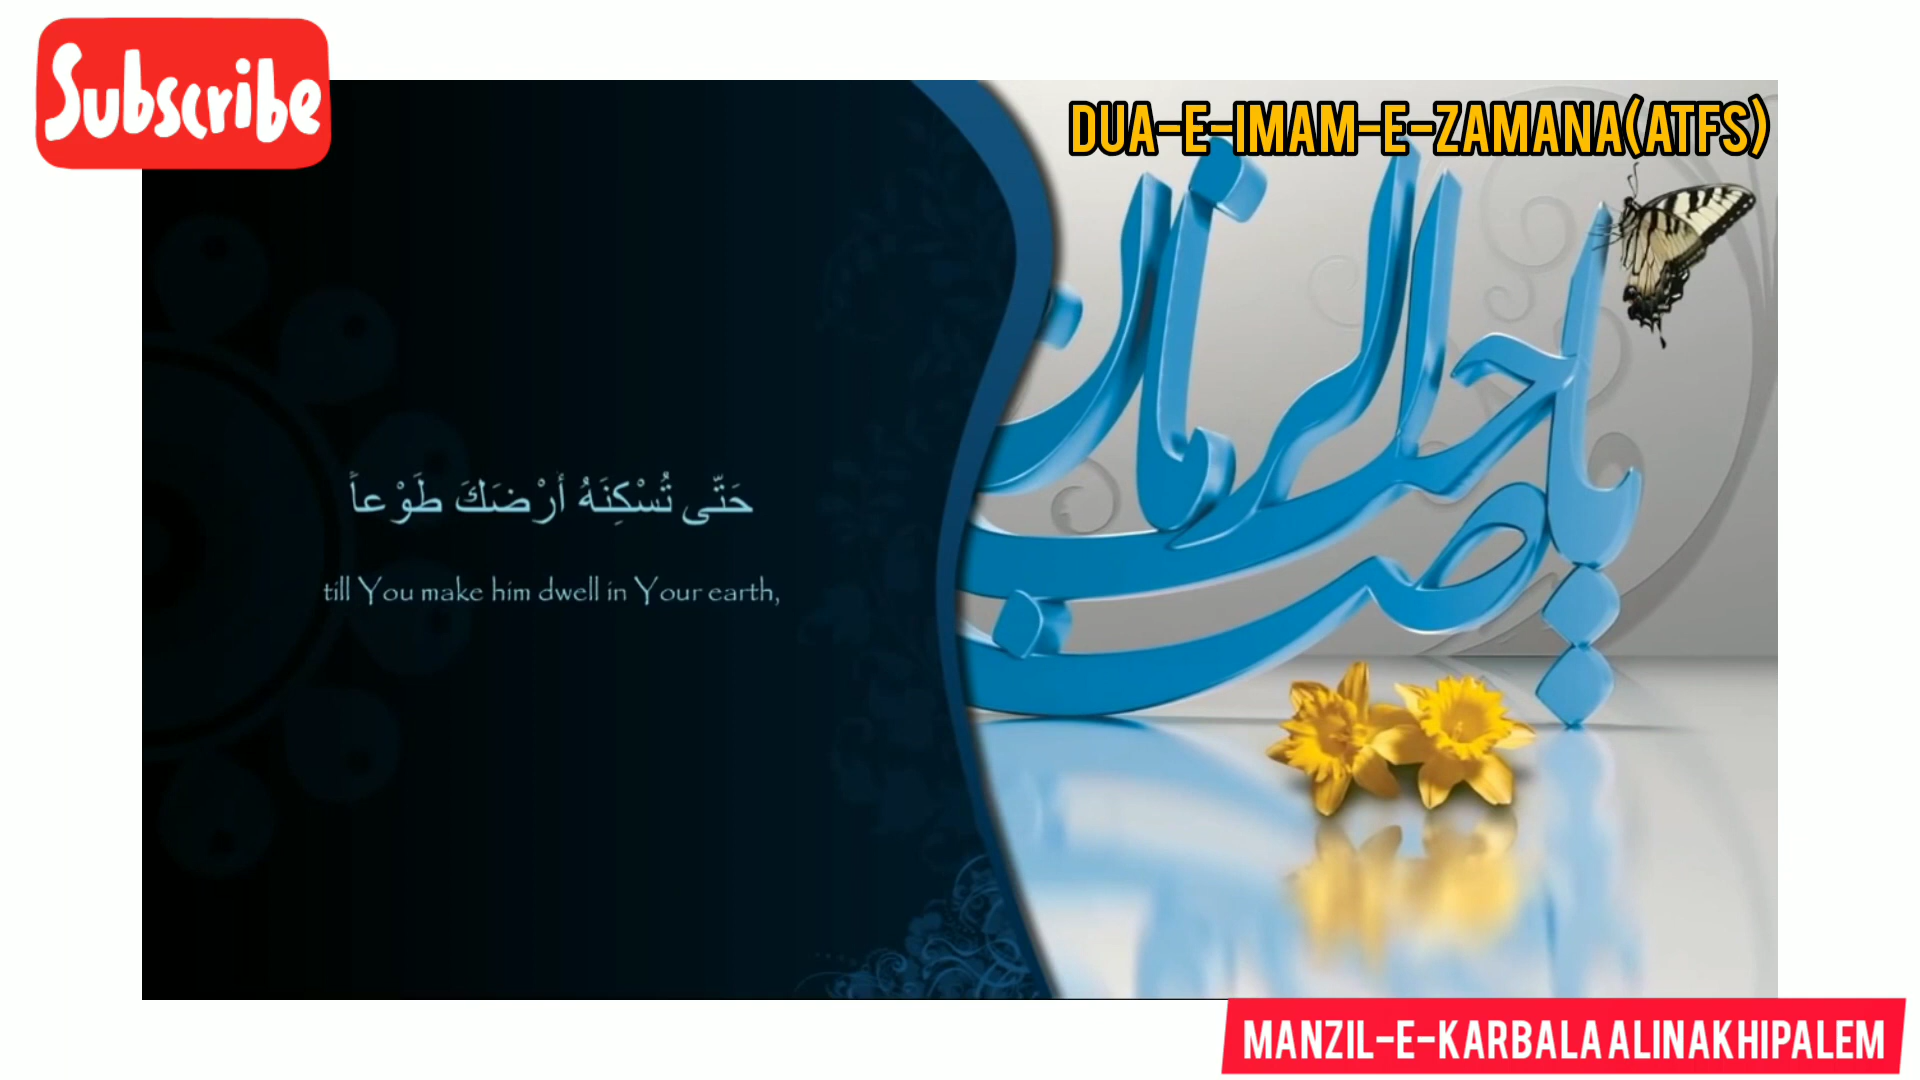 Subscribe
DUA-E-IMAM-E-ZAMANA(ATFS)
يا صاحب الزمان
حَتّى تُسْكِنَهُ أرْضَكَ طَوْعاً
till You make him dwell in Your earth,
MANZIL-E-KARBALA ALINAKHIPALEM